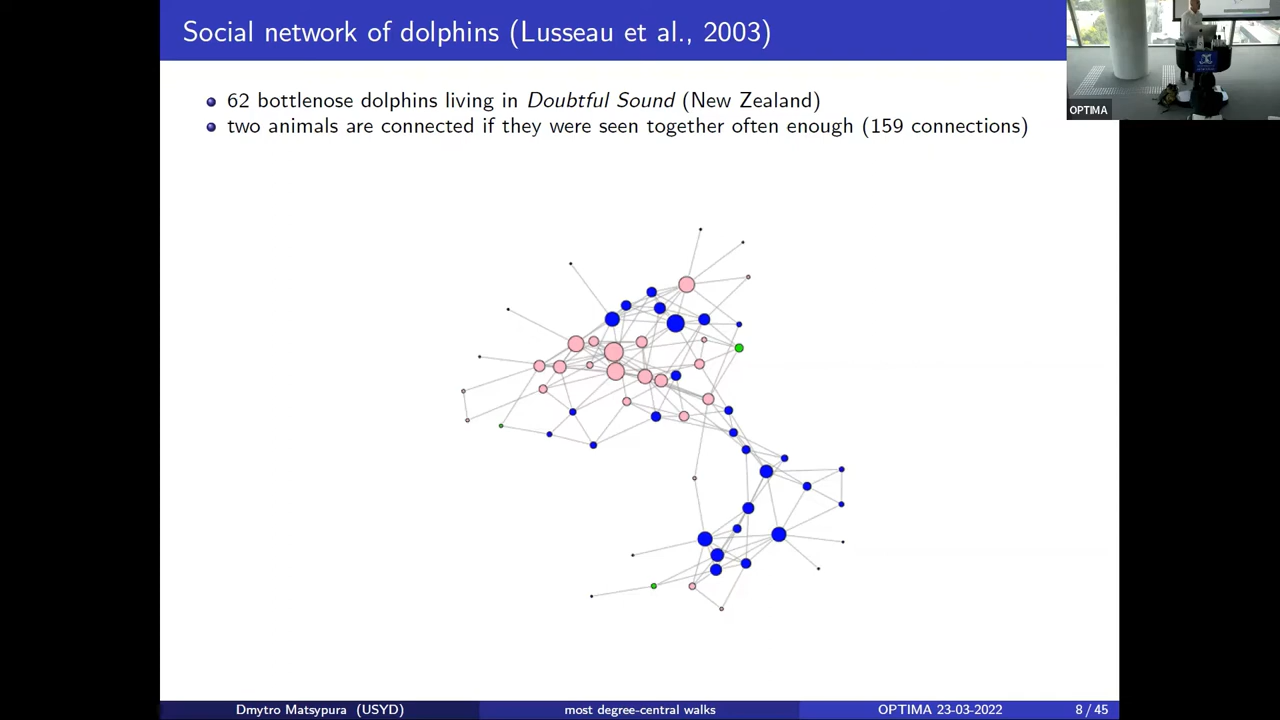 Social network of dolphins (Lusseau et al., 2003)
62 bottlenose dolphins living in Doubtful Sound (New Zealand)
two animals are connected if they were seen together often enough (159 connections)
OPTIMA
Dmytro Matsypura (USYD) most degree-central walks OPTIMA 23-03-2022 8 / 45